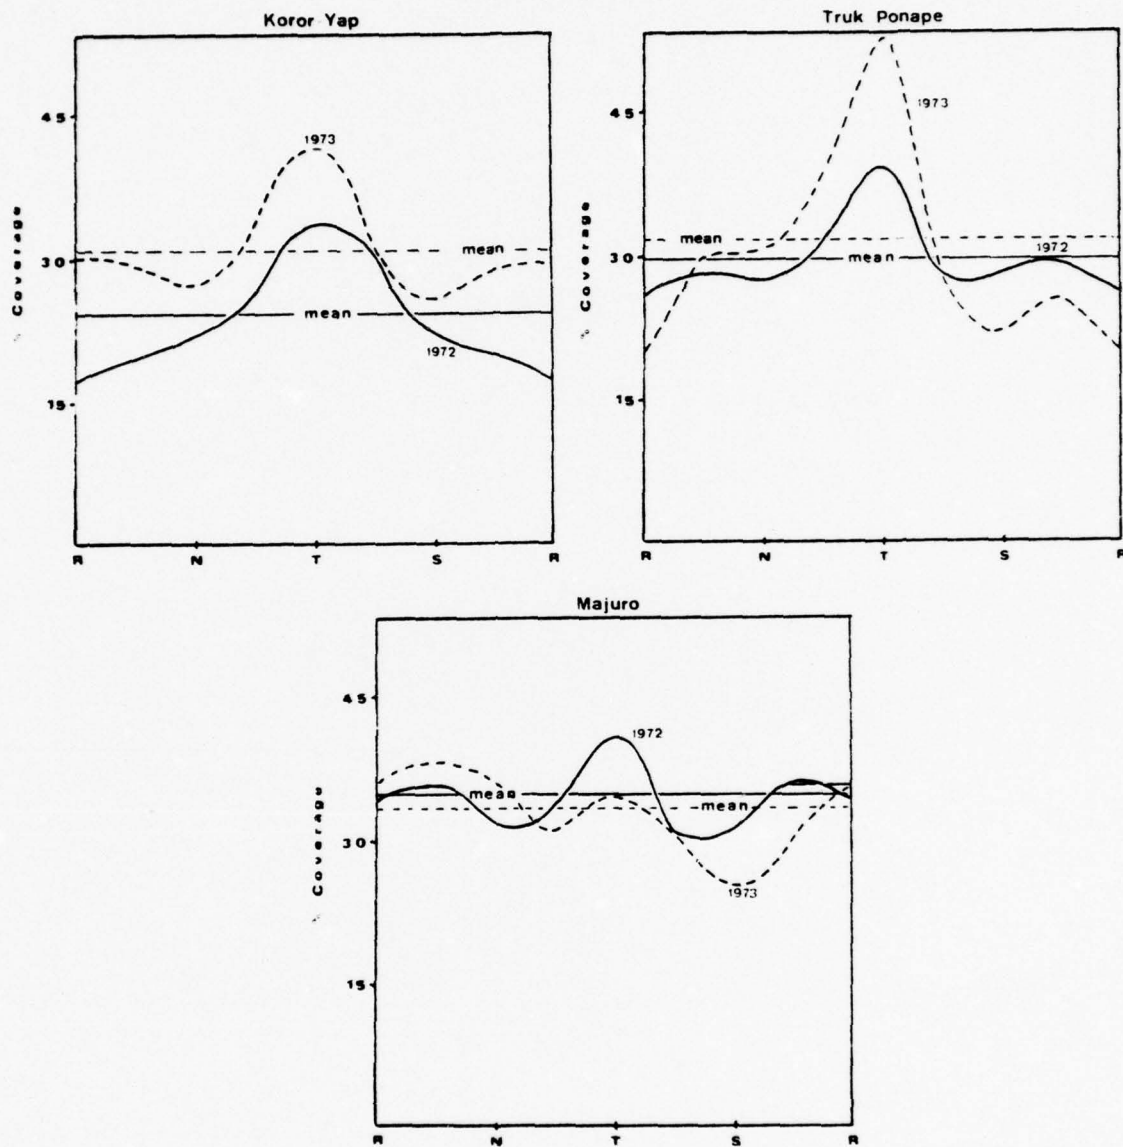 Koror Yap
45
30
15
% Coverage
1973
mean
mean
1972
R N T S R
Truk Ponape
45
30
15
% Coverage
1973
mean
1972
mean
R N T S R
Majuro
45
30
15
% Coverage
1972
mean
mean
1973
R N T S R